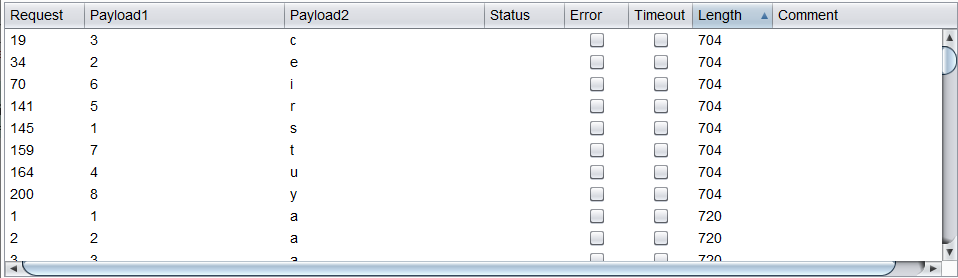 Request Payload1 Payload2 Status Error Timeout Length Comment
19 3 c 704
34 2 e 704
70 6 i 704
141 5 r 704
145 1 s 704
159 7 t 704
164 4 u 704
200 8 y 704
1 1 a 720
2 2 a 720
3 3 a 720